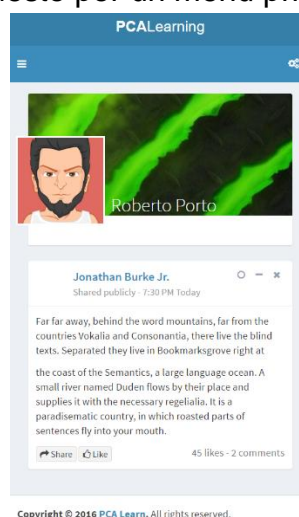 PCALearning
Roberto Porto
Jonathan Burke Jr.
Shared publicly - 7:30 PM Today
Far far away, behind the word mountains, far from the
countries Vokalia and Consonantia, there live the blind
texts. Separated they live in Bookmarksgrove right at
the coast of the Semantics, a large language ocean. A
small river named Duden flows by their place and
supplies it with the necessary regelialia. It is a
paradisematic country, in which roasted parts of
sentences fly into your mouth.
Share Like 45 likes - 2 comments
Copyright © 2016 PCA Learn. All rights reserved.